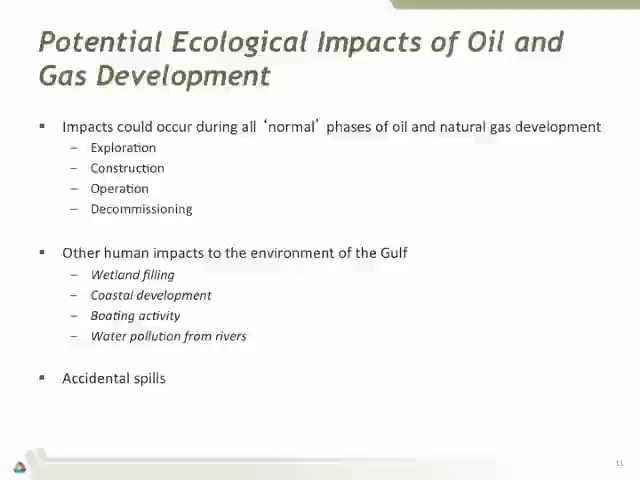 Potential Ecological Impacts of Oil and
Gas Development
▪ Impacts could occur during all ‘normal’ phases of oil and natural gas development
– Exploration
– Construction
– Operation
– Decommissioning
▪ Other human impacts to the environment of the Gulf
– Wetland filling
– Coastal development
– Boating activity
– Water pollution from rivers
▪ Accidental spills
11